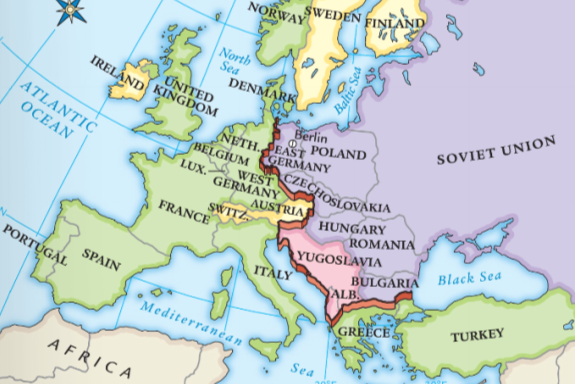 NORWAY
SWEDEN
FINLAND
North
Sea
Baltic Sea
IRELAND
UNITED
KINGDOM
DENMARK
ATLANTIC
OCEAN
Berlin
NETH.
EAST
GERMANY
POLAND
SOVIET UNION
BELGIUM
LUX.
WEST
GERMANY
CZECHOSLOVAKIA
FRANCE
SWITZ.
AUSTRIA
HUNGARY
ROMANIA
PORTUGAL
SPAIN
ITALY
YUGOSLAVIA
BULGARIA
Black Sea
ALB.
Mediterranean
Sea
GREECE
TURKEY
AFRICA